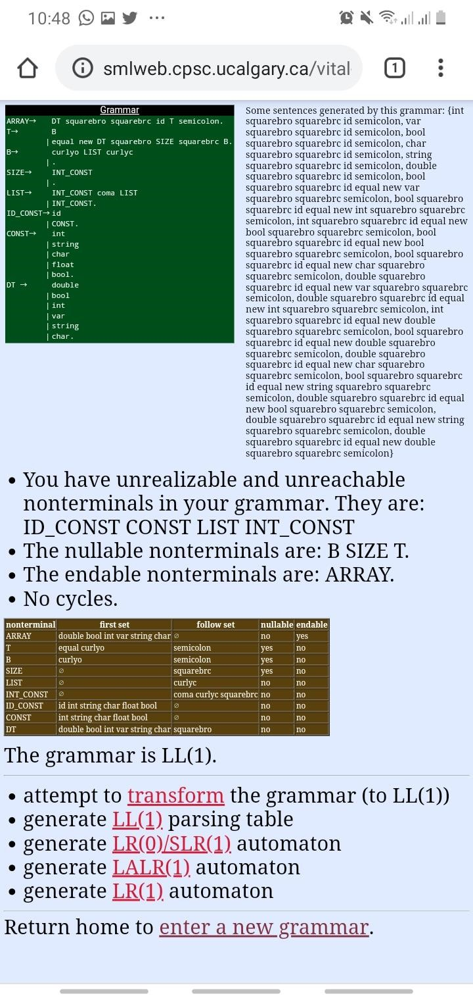 10:48
smlweb.cpsc.ucalgary.ca/vital
1
Grammar
ARRAY→ DT squarebro squarebrc id T semicolon.
T→ B
| equal new DT squarebro SIZE squarebrc B.
B→ curlyo LIST curlyc
| .
SIZE→ INT_CONST
| .
LIST→ INT_CONST coma LIST
| INT_CONST.
ID_CONST→ id
| CONST.
CONST→ int
| string
| char
| float
| bool.
DT → double
| bool
| int
| var
| string
| char.
Some sentences generated by this grammar: {int
squarebro squarebrc id semicolon, var
squarebro squarebrc id semicolon, bool
squarebro squarebrc id semicolon, char
squarebro squarebrc id semicolon, string
squarebro squarebrc id semicolon, double
squarebro squarebrc id semicolon, bool
squarebro squarebrc id equal new var
squarebro squarebrc semicolon, bool squarebro
squarebrc id equal new int squarebro squarebrc
semicolon, int squarebro squarebrc id equal new
bool squarebro squarebrc semicolon, bool
squarebro squarebrc id equal new bool
squarebro squarebrc semicolon, bool squarebro
squarebrc id equal new char squarebro
squarebrc semicolon, double squarebro
squarebrc id equal new var squarebro squarebrc
semicolon, double squarebro squarebrc id equal
new int squarebro squarebrc semicolon, int
squarebro squarebrc id equal new double
squarebro squarebrc semicolon, bool squarebro
squarebrc id equal new double squarebro
squarebrc semicolon, double squarebro
squarebrc id equal new char squarebro
squarebrc semicolon, bool squarebro squarebrc
id equal new string squarebro squarebrc
semicolon, double squarebro squarebrc id equal
new bool squarebro squarebrc semicolon,
double squarebro squarebrc id equal new string
squarebro squarebrc semicolon, double
squarebro squarebrc id equal new double
squarebro squarebrc semicolon}
• You have unrealizable and unreachable
nonterminals in your grammar. They are:
ID_CONST CONST LIST INT_CONST
• The nullable nonterminals are: B SIZE T.
• The endable nonterminals are: ARRAY.
• No cycles.
nonterminal first set follow set nullable endable
ARRAY double bool int var string char ∅ no yes
T equal curlyo semicolon yes no
B curlyo semicolon yes no
SIZE ∅ squarebrc yes no
LIST ∅ curlyc no no
INT_CONST ∅ coma curlyc squarebrc no no
ID_CONST id int string char float bool ∅ no no
CONST int string char float bool ∅ no no
DT double bool int var string char squarebro no no
The grammar is LL(1).
• attempt to transform the grammar (to LL(1))
• generate LL(1) parsing table
• generate LR(0)/SLR(1) automaton
• generate LALR(1) automaton
• generate LR(1) automaton
Return home to enter a new grammar.